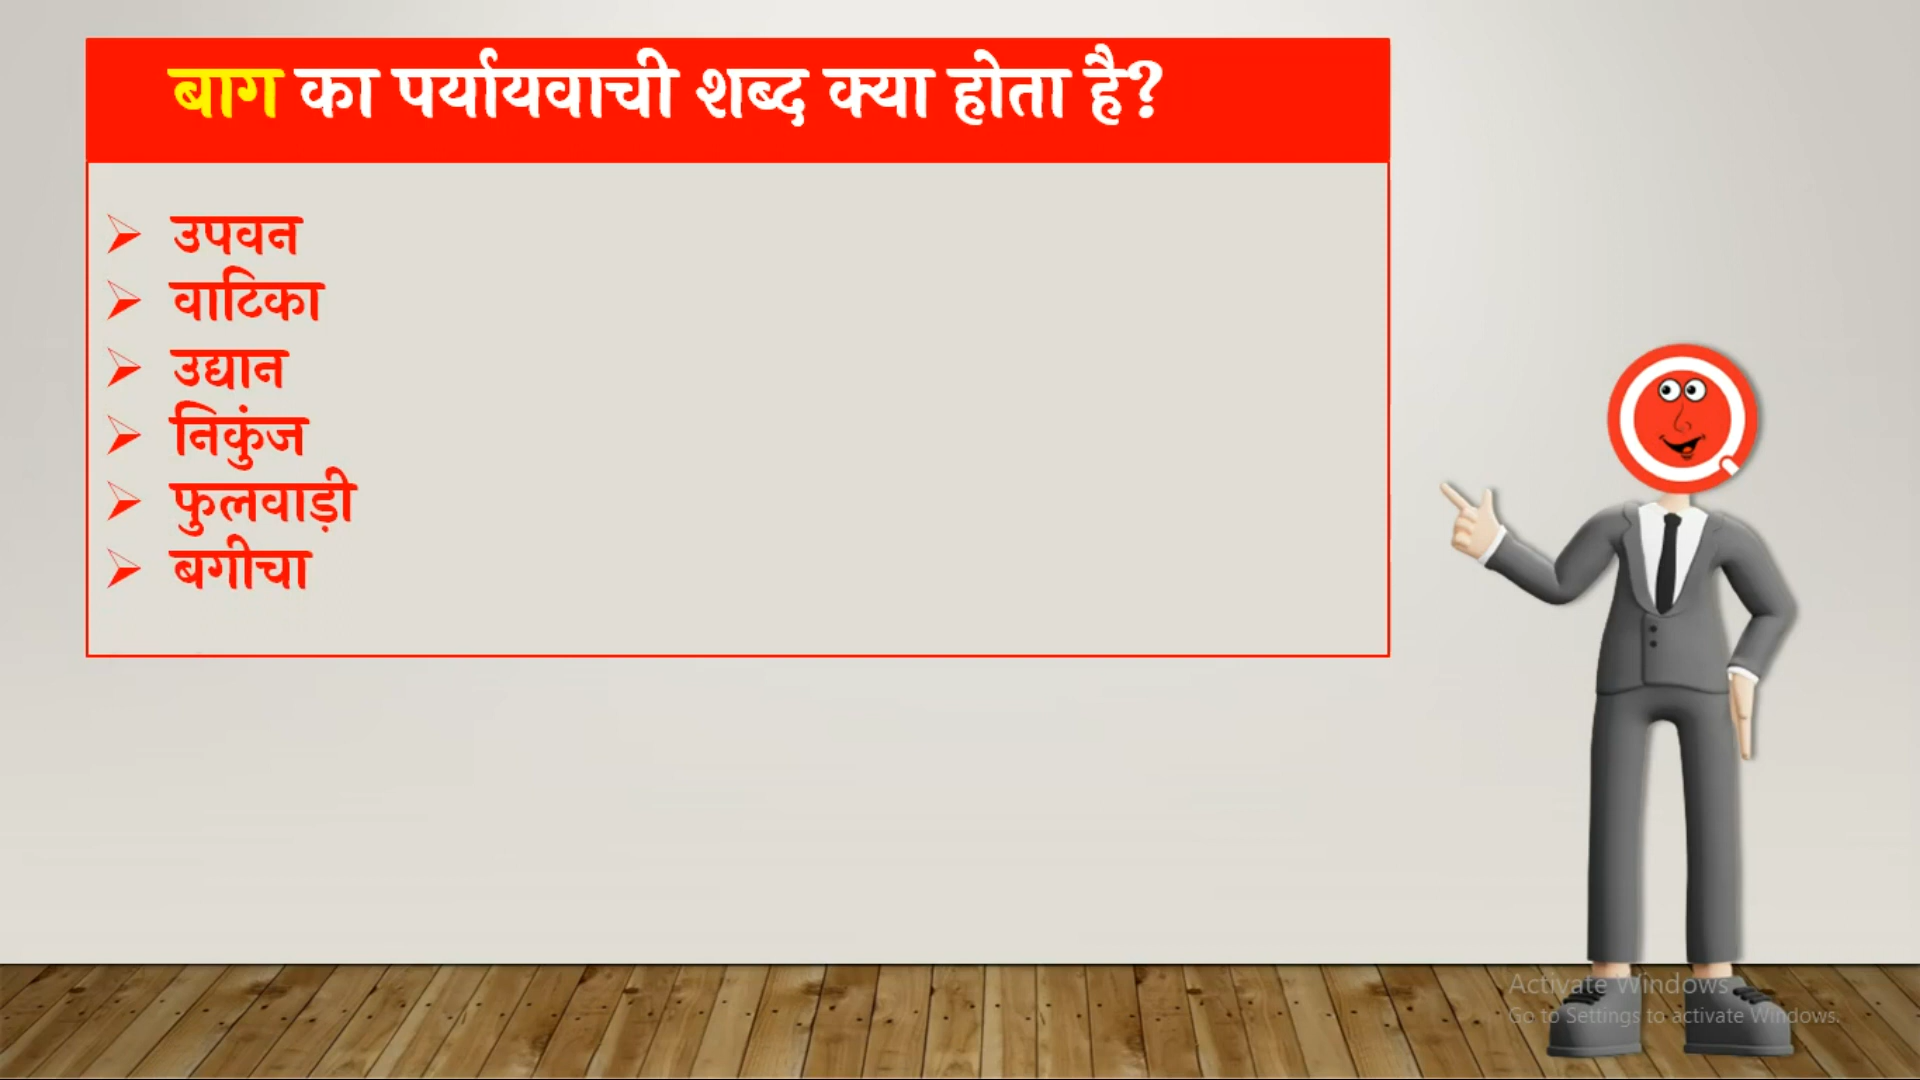 बाग का पर्यायवाची शब्द क्या होता है?
उपवन
वाटिका
उद्यान
निकुंज
फुलवाड़ी
बगीचा
Activate Windows
Go to Settings to activate Windows.